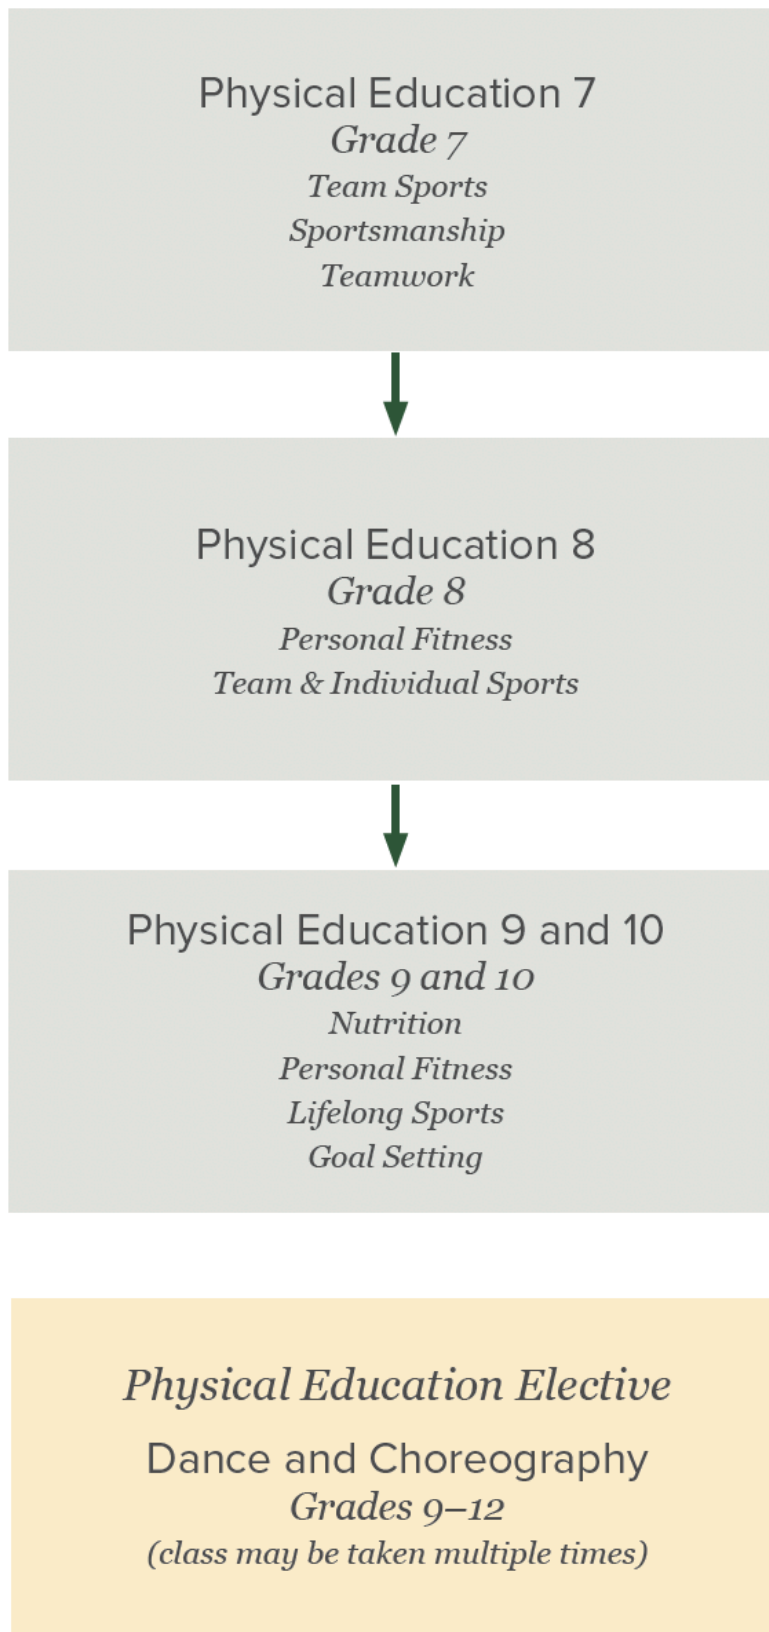 Physical Education 7
Grade 7
Team Sports
Sportsmanship
Teamwork
Physical Education 8
Grade 8
Personal Fitness
Team & Individual Sports
Physical Education 9 and 10
Grades 9 and 10
Nutrition
Personal Fitness
Lifelong Sports
Goal Setting
Physical Education Elective
Dance and Choreography
Grades 9–12
(class may be taken multiple times)